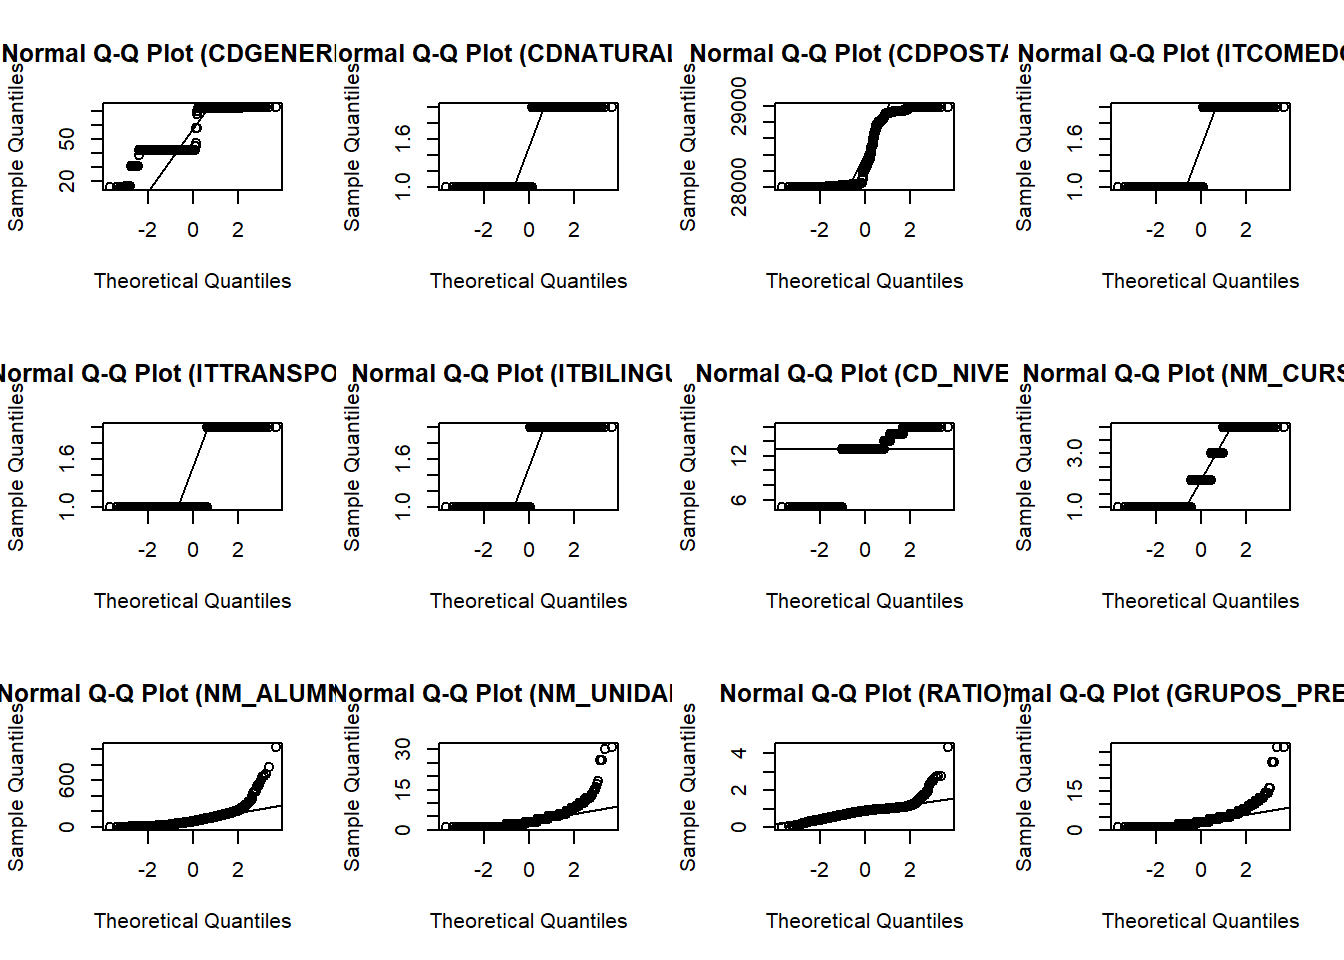 Normal Q-Q Plot (CDGENER
Sample Quantiles
20 50
-2 0 2
Theoretical Quantiles
ormal Q-Q Plot (CDNATURAL
Sample Quantiles
1.0 1.6
-2 0 2
Theoretical Quantiles
Normal Q-Q Plot (CDPOSTA
Sample Quantiles
28000 29000
-2 0 2
Theoretical Quantiles
Normal Q-Q Plot (ITCOMEDO
Sample Quantiles
1.0 1.6
-2 0 2
Theoretical Quantiles
Normal Q-Q Plot (ITTRANSPO
Sample Quantiles
1.0 1.6
-2 0 2
Theoretical Quantiles
Normal Q-Q Plot (ITBILINGU
Sample Quantiles
1.0 1.6
-2 0 2
Theoretical Quantiles
Normal Q-Q Plot (CD_NIVE
Sample Quantiles
6 12
-2 0 2
Theoretical Quantiles
Normal Q-Q Plot (NM_CURS
Sample Quantiles
1.0 3.0
-2 0 2
Theoretical Quantiles
Normal Q-Q Plot (NM_ALUMN
Sample Quantiles
0 600
-2 0 2
Theoretical Quantiles
Normal Q-Q Plot (NM_UNIDAI
Sample Quantiles
0 15 30
-2 0 2
Theoretical Quantiles
Normal Q-Q Plot (RATIO)
Sample Quantiles
0 2 4
-2 0 2
Theoretical Quantiles
mal Q-Q Plot (GRUPOS_PRE
Sample Quantiles
0 15
-2 0 2
Theoretical Quantiles